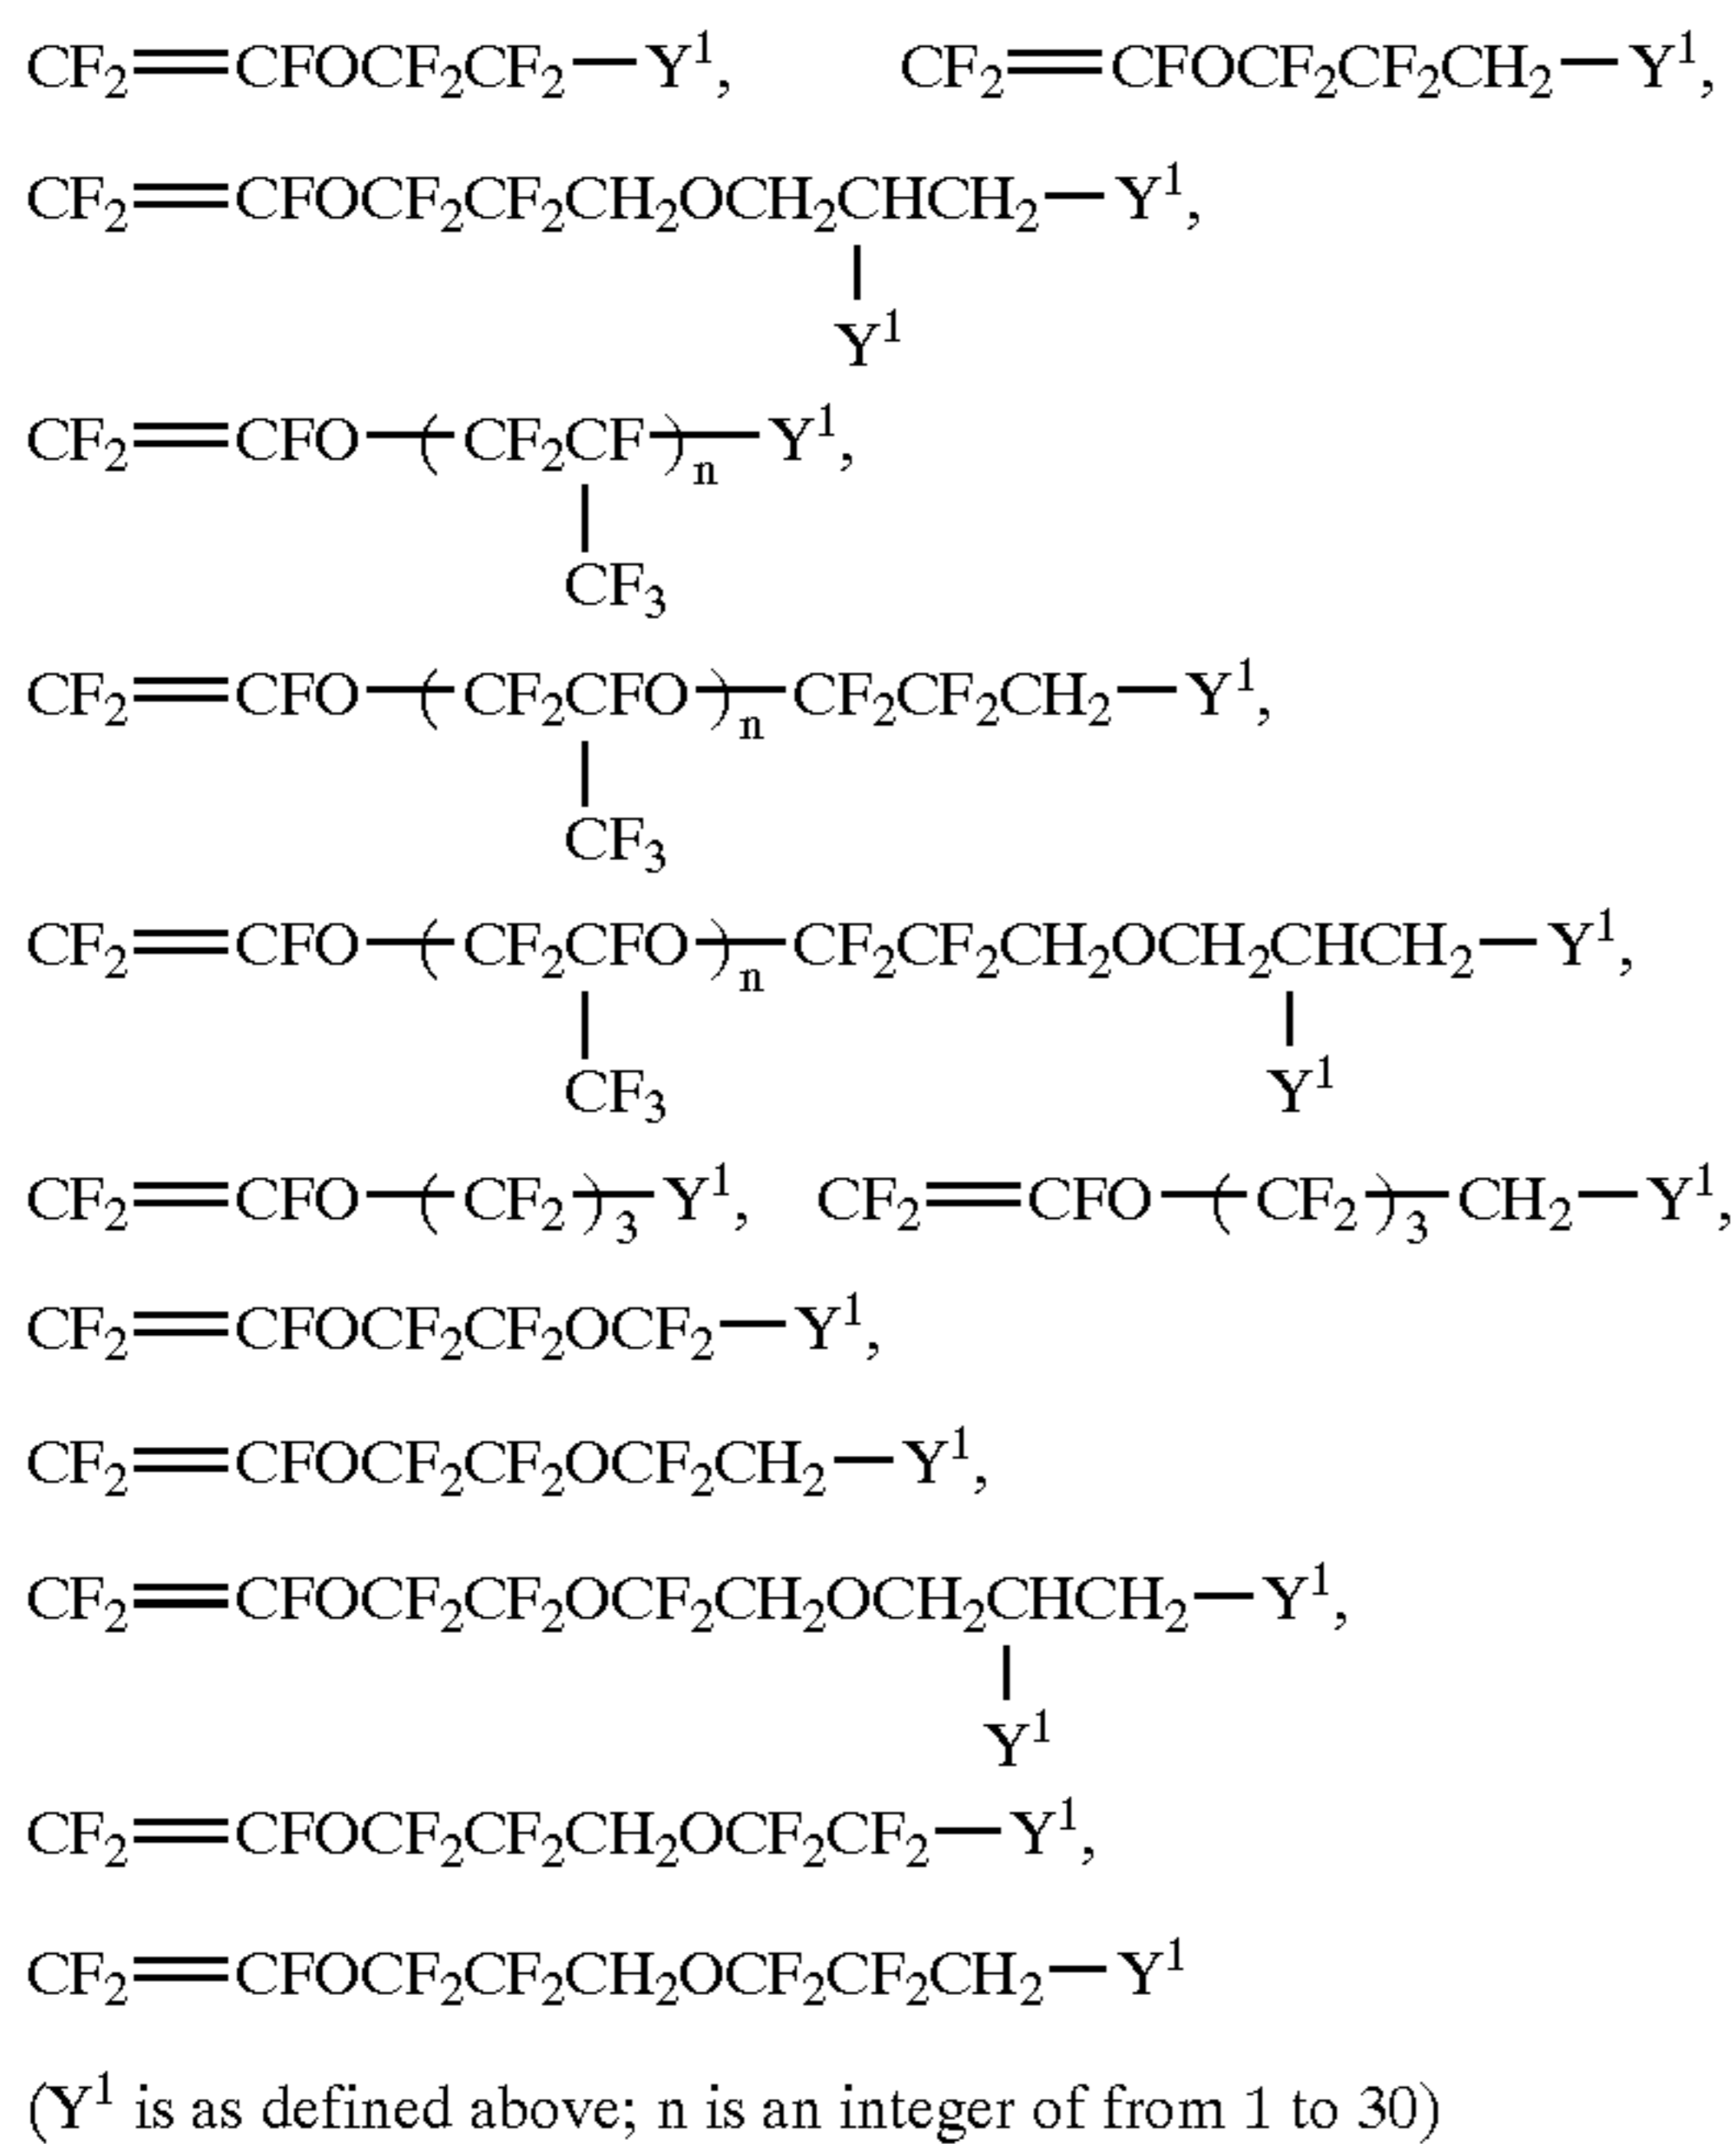 CF₂=CFOCF₂CF₂—Y¹, CF₂=CFOCF₂CF₂CH₂—Y¹,
CF₂=CFOCF₂CF₂CH₂OCH₂CHCH₂—Y¹,
Y¹
CF₂=CFO—(CF₂CF)ₙ—Y¹,
CF₃
CF₂=CFO—(CF₂CFO)ₙ—CF₂CF₂CH₂—Y¹,
CF₃
CF₂=CFO—(CF₂CFO)ₙ—CF₂CF₂CH₂OCH₂CHCH₂—Y¹,
CF₃ Y¹
CF₂=CFO—(CF₂)₃—Y¹, CF₂=CFO—(CF₂)₃—CH₂—Y¹,
CF₂=CFOCF₂CF₂OCF₂—Y¹,
CF₂=CFOCF₂CF₂OCF₂CH₂—Y¹,
CF₂=CFOCF₂CF₂OCF₂CH₂OCH₂CHCH₂—Y¹,
Y¹
CF₂=CFOCF₂CF₂CH₂OCF₂CF₂—Y¹,
CF₂=CFOCF₂CF₂CH₂OCF₂CF₂CH₂—Y¹
(Y¹ is as defined above; n is an integer of from 1 to 30)